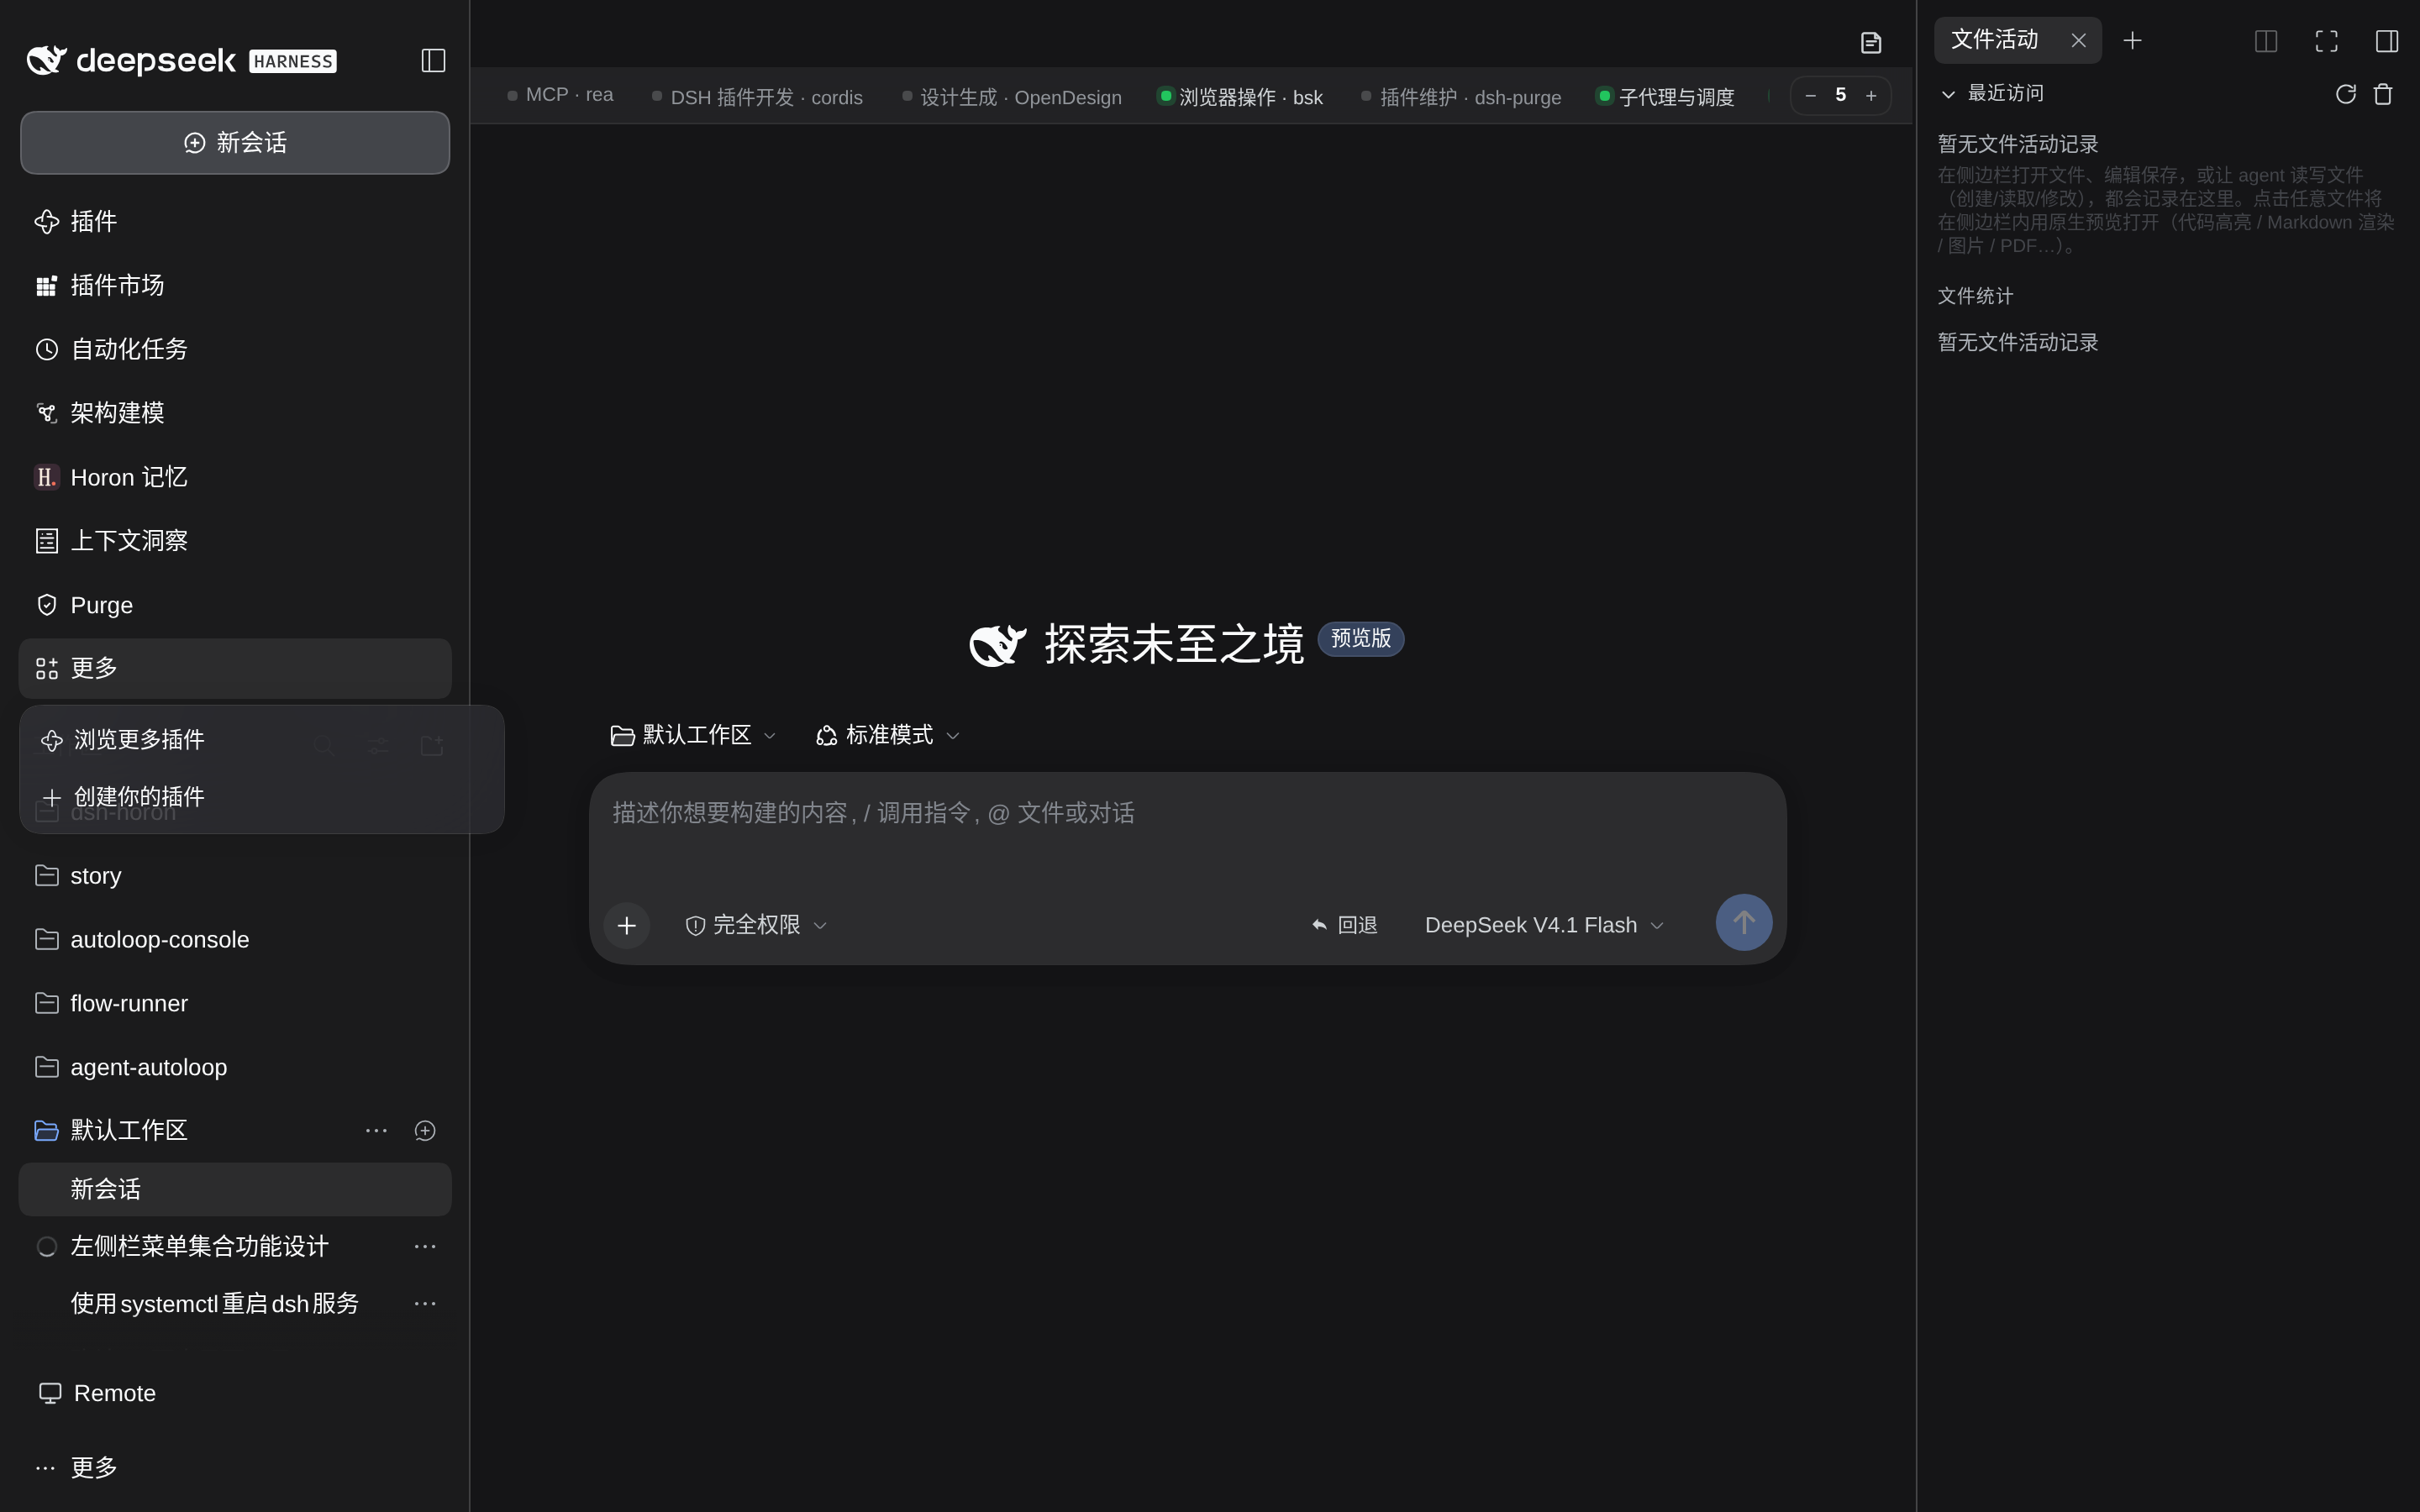 deepseek HARNESS
新会话
插件
插件市场
自动化任务
架构建模
H. Horon 记忆
上下文洞察
Purge
更多
浏览更多插件
创建你的插件
dsh-horon
story
autoloop-console
flow-runner
agent-autoloop
默认工作区
新会话
左侧栏菜单集合功能设计
使用systemctl重启dsh服务
Remote
更多
MCP · rea
DSH 插件开发 · cordis
设计生成 · OpenDesign
浏览器操作 · bsk
插件维护 · dsh-purge
子代理与调度
− 5 +
探索未至之境 预览版
默认工作区 标准模式
描述你想要构建的内容, / 调用指令, @ 文件或对话
完全权限 回退 DeepSeek V4.1 Flash
文件活动
最近访问
暂无文件活动记录
在侧边栏打开文件、编辑保存，或让 agent 读写文件
（创建/读取/修改），都会记录在这里。点击任意文件将
在侧边栏内用原生预览打开（代码高亮 / Markdown 渲染
/ 图片 / PDF…）。
文件统计
暂无文件活动记录